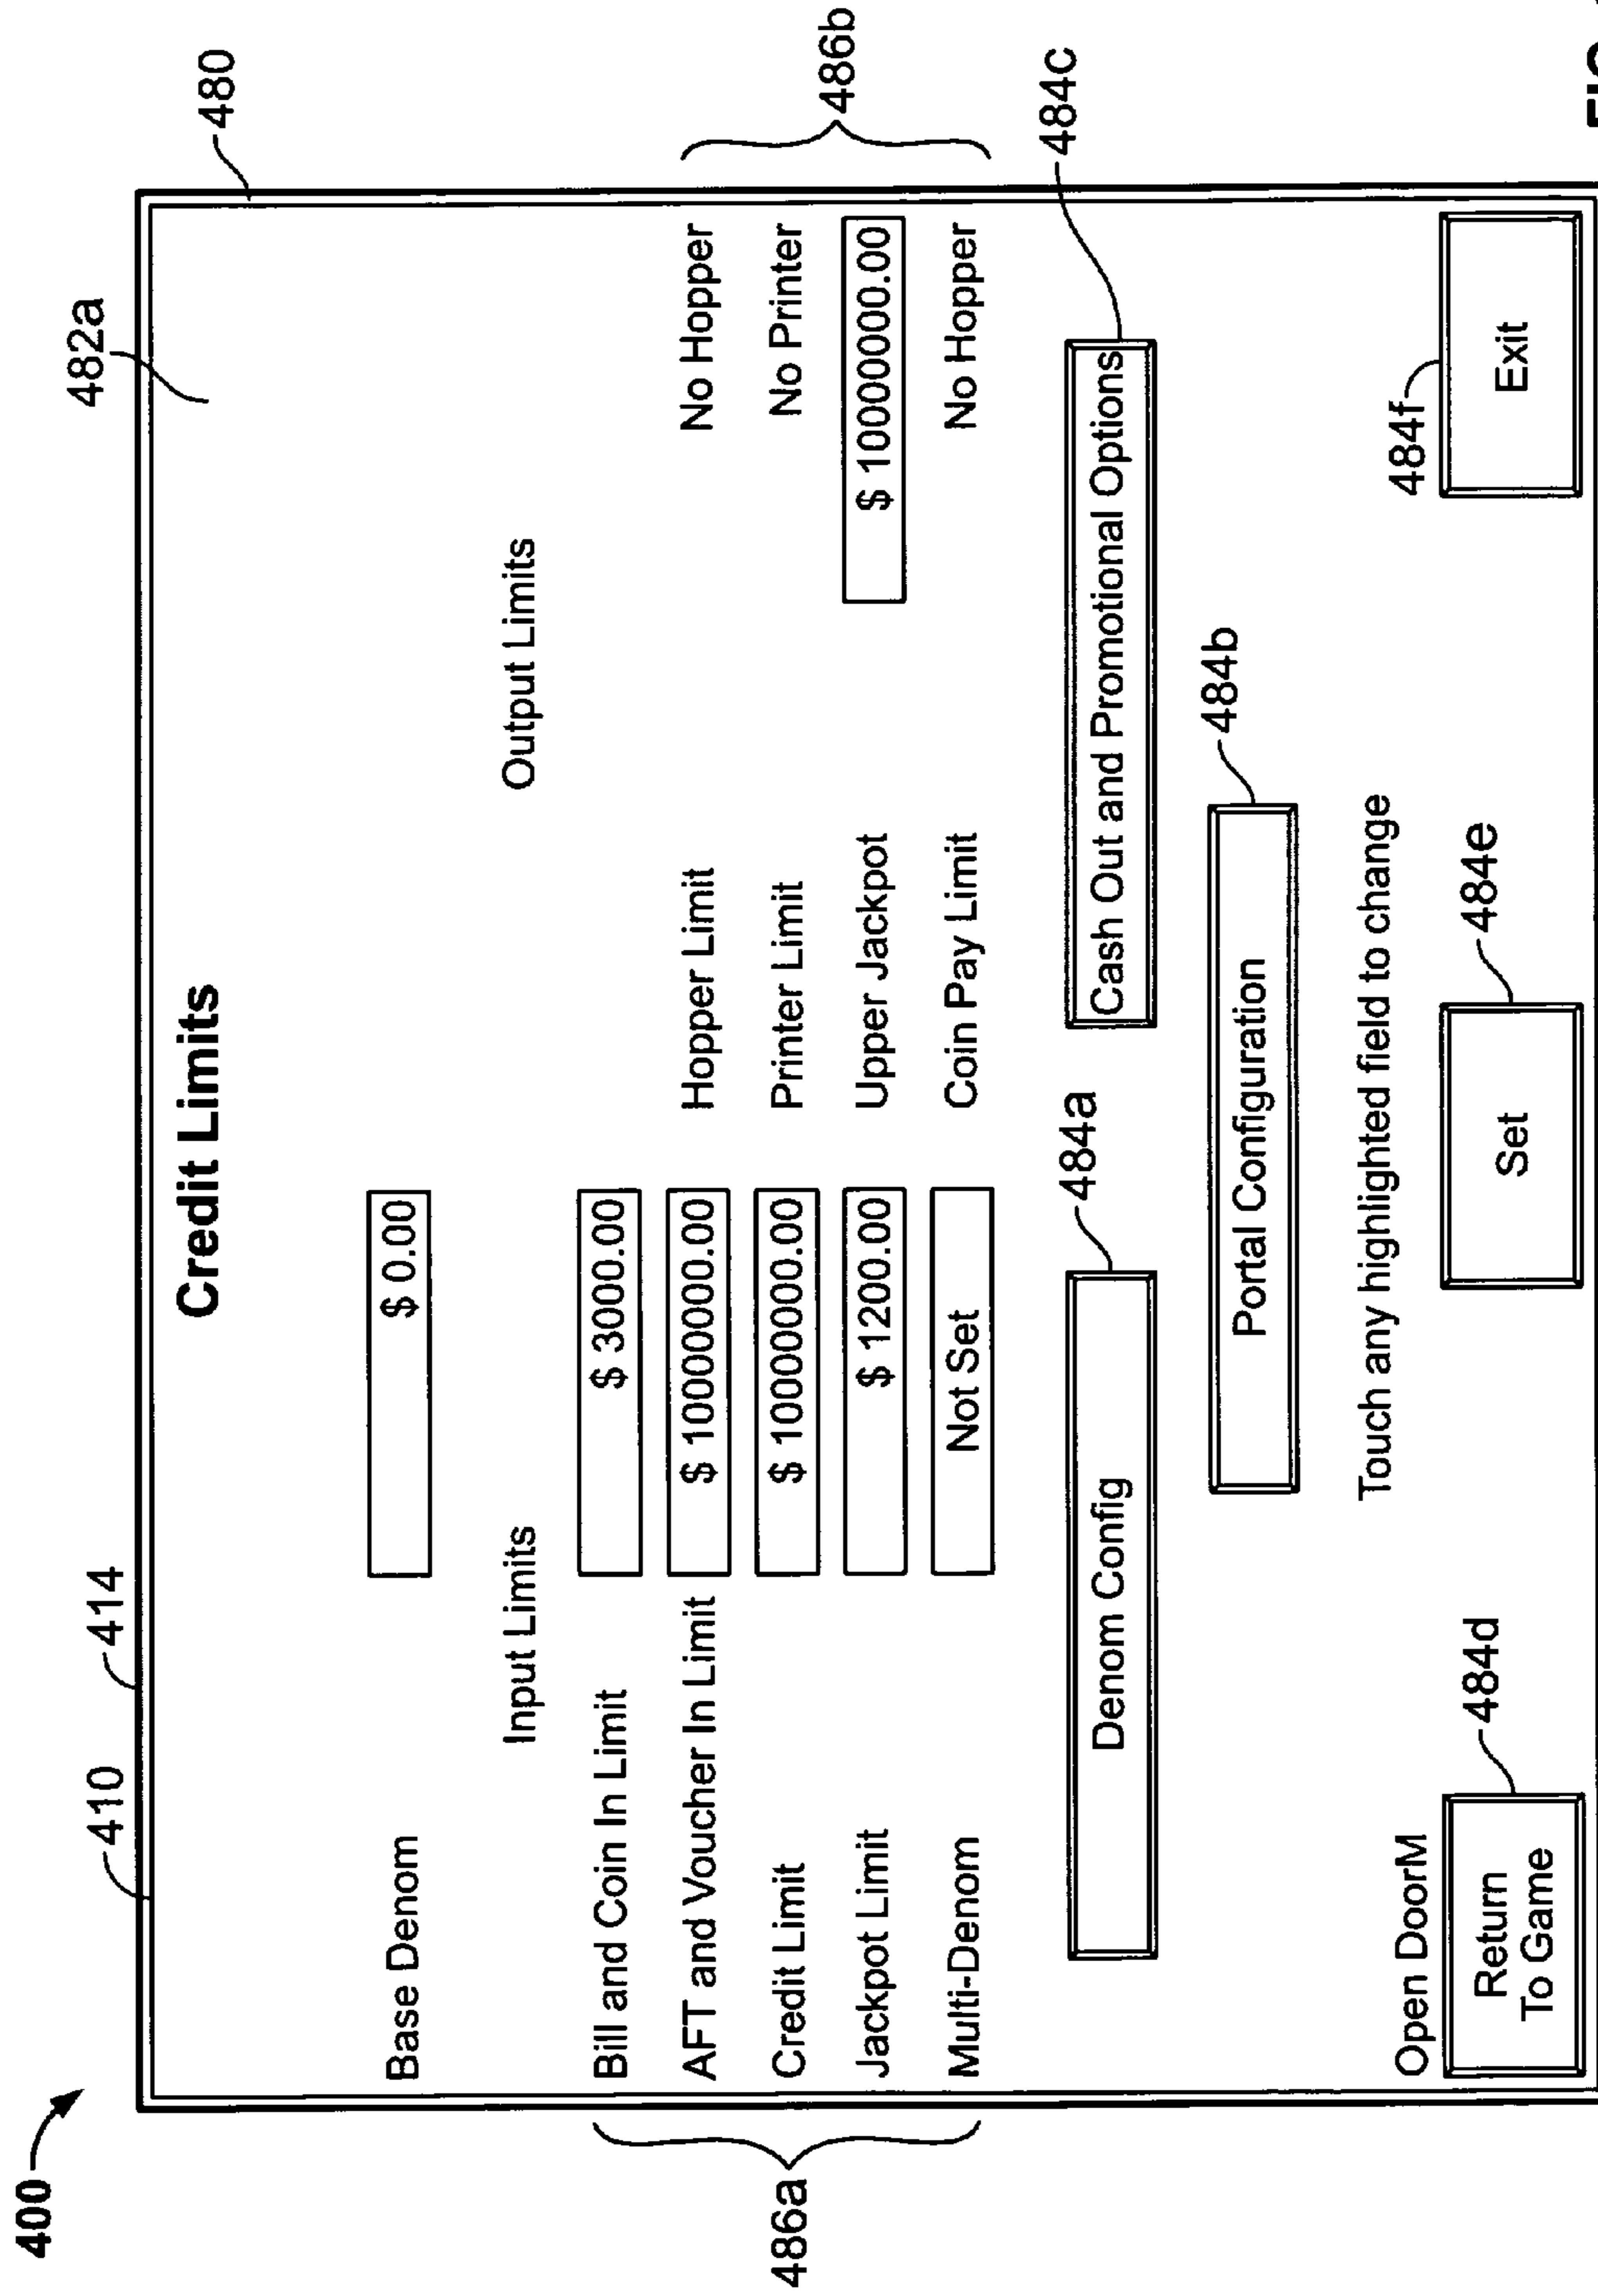 400
410
414
482a
480
Credit Limits
Base Denom $ 0.00
Input Limits Output Limits
Bill and Coin In Limit $ 3000.00
AFT and Voucher In Limit $ 10000000.00 Hopper Limit No Hopper
Credit Limit $ 10000000.00 Printer Limit No Printer
Jackpot Limit $ 1200.00 Upper Jackpot $ 10000000.00
Multi-Denom Not Set Coin Pay Limit No Hopper
486a
486b
Denom Config 484a
Cash Out and Promotional Options 484c
Portal Configuration 484b
Touch any highlighted field to change
Open DoorM
Return
To Game
484d
Set
484e
Exit
484f